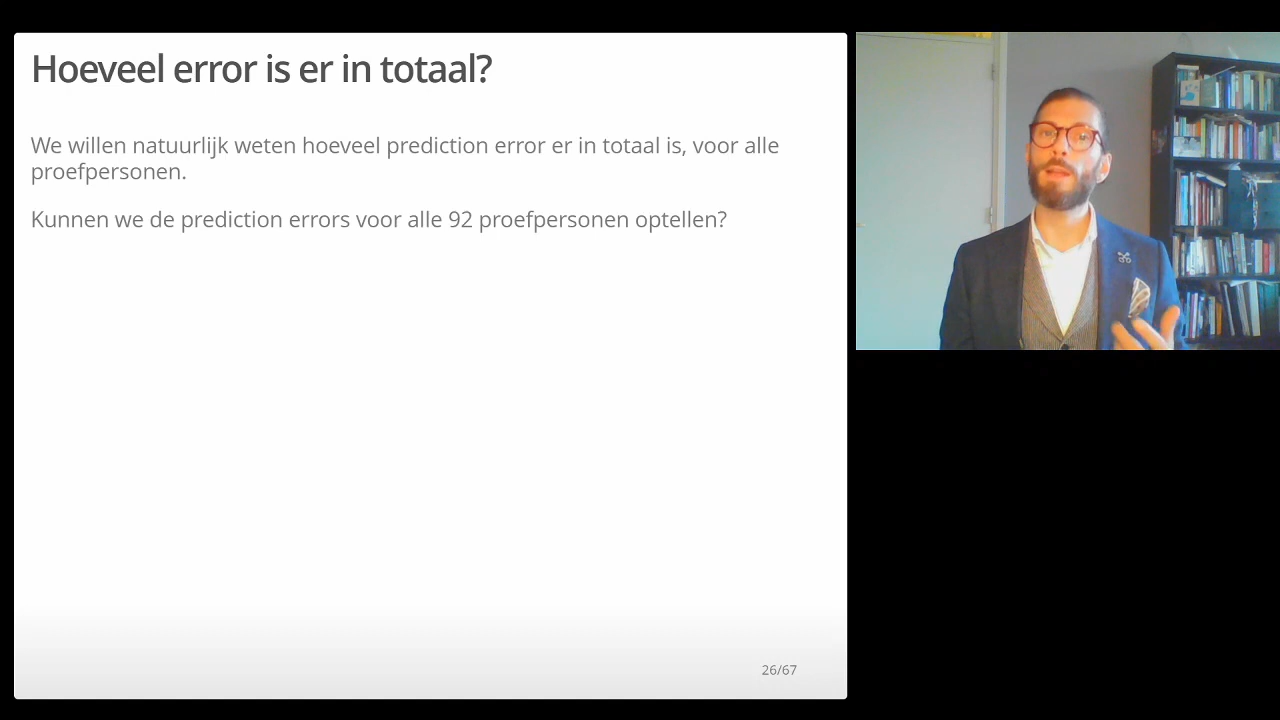 Hoeveel error is er in totaal?
We willen natuurlijk weten hoeveel prediction error er in totaal is, voor alle
proefpersonen.
Kunnen we de prediction errors voor alle 92 proefpersonen optellen?
26/67